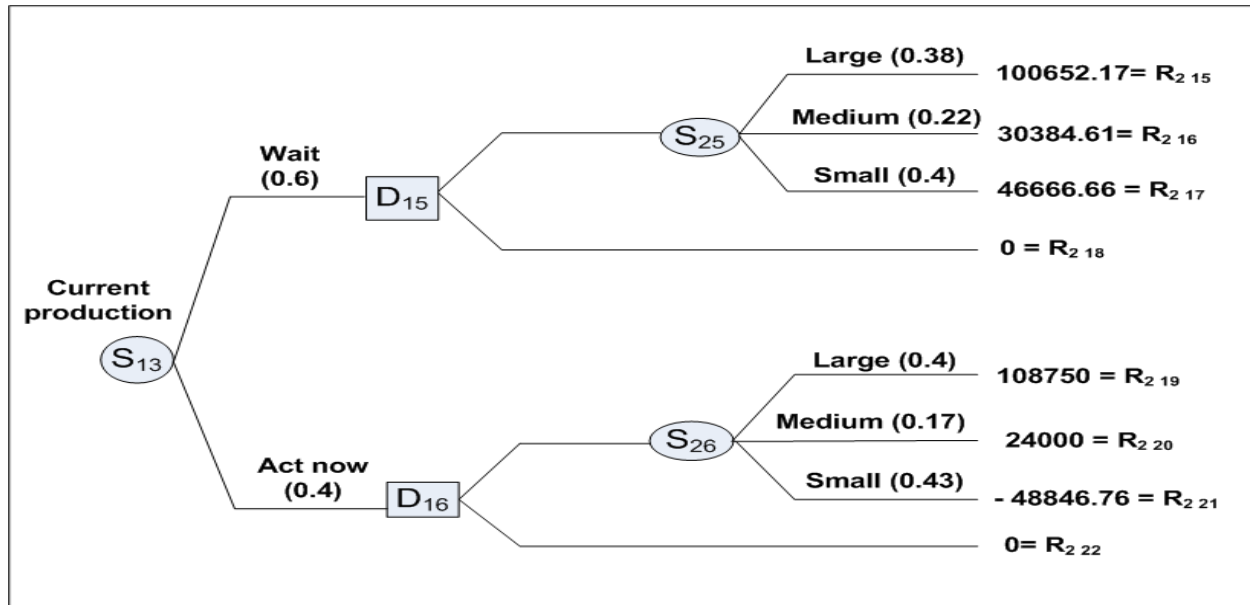 Large (0.38)
100652.17= R₂ ₁₅
Medium (0.22)
30384.61= R₂ ₁₆
Small (0.4)
46666.66 = R₂ ₁₇
0 = R₂ ₁₈
Wait
(0.6)
D₁₅
S₂₅
Current
production
S₁₃
Large (0.4)
108750 = R₂ ₁₉
Medium (0.17)
24000 = R₂ ₂₀
Small (0.43)
- 48846.76 = R₂ ₂₁
0= R₂ ₂₂
Act now
(0.4)
D₁₆
S₂₆